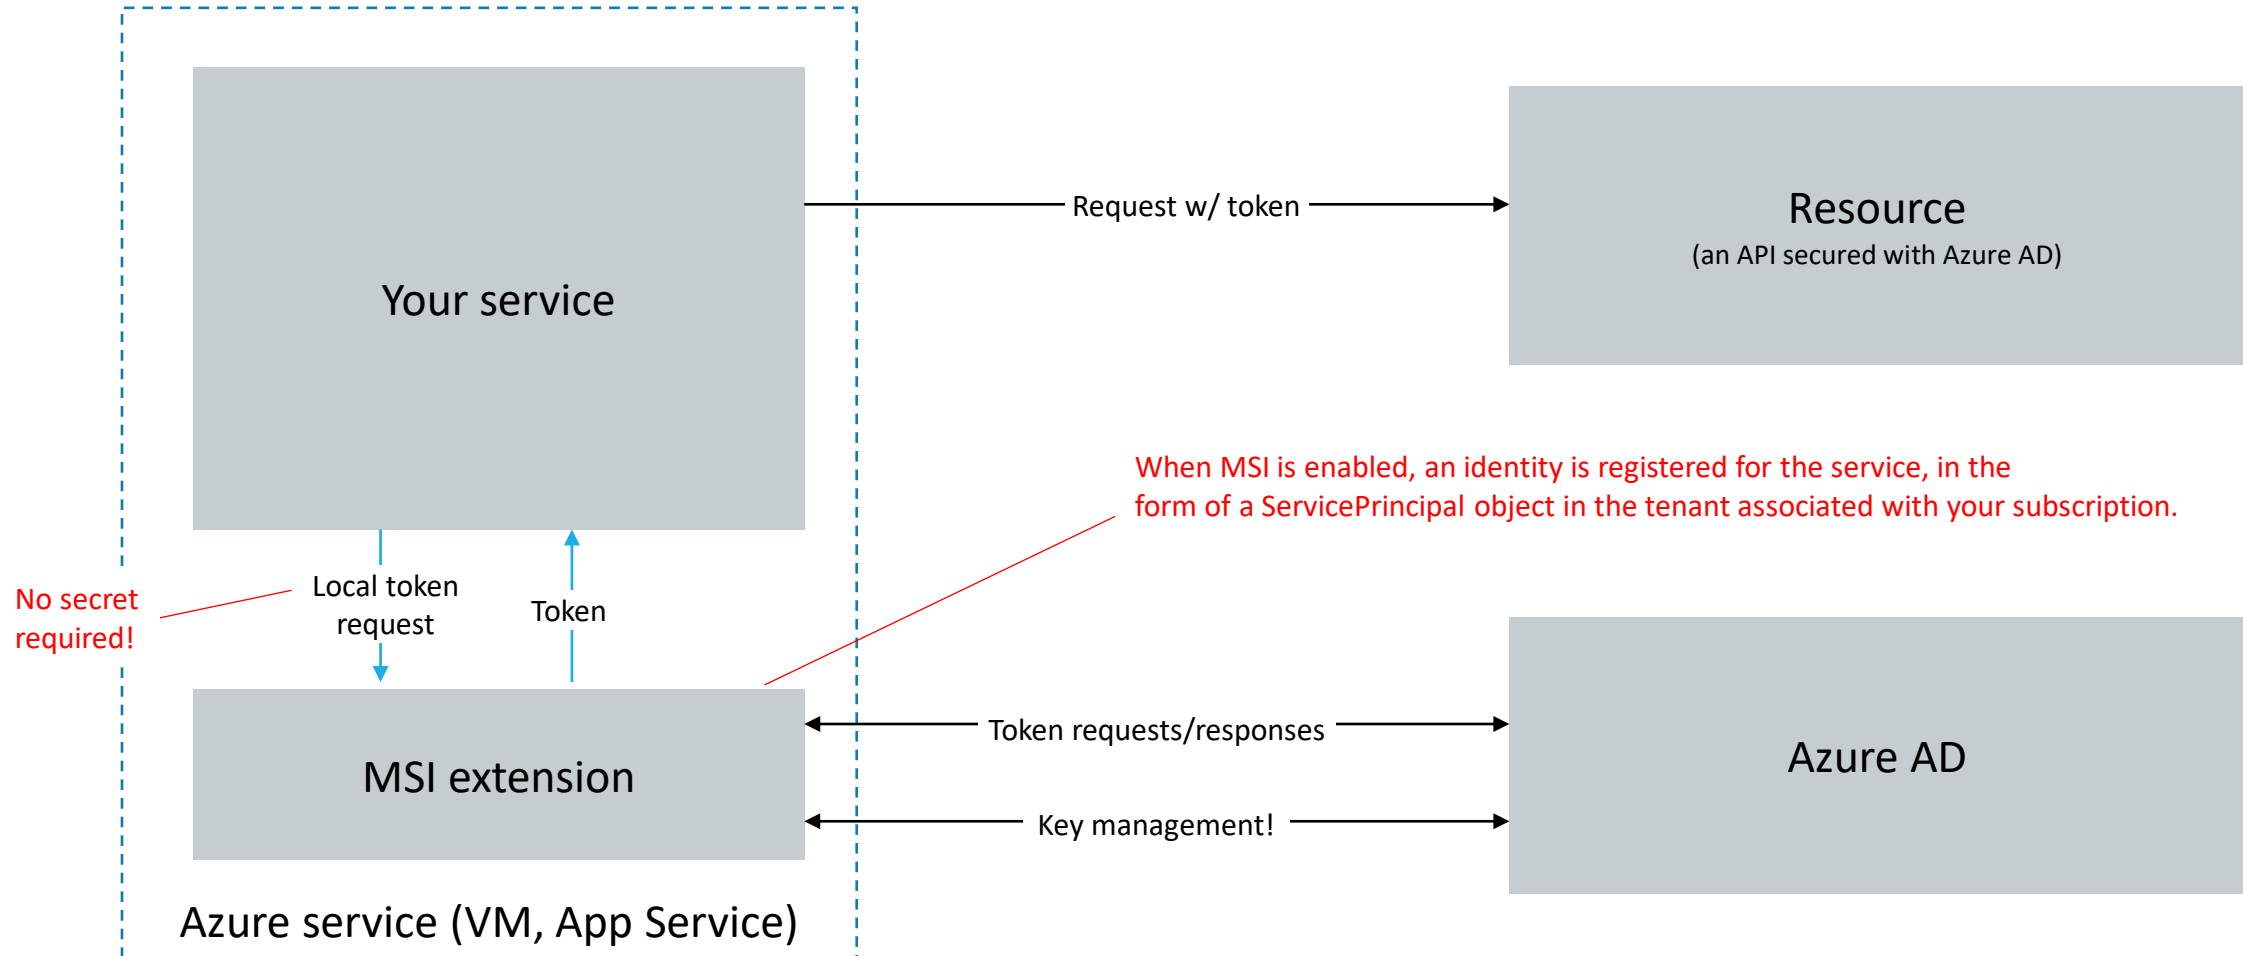 Your service
Request w/ token
Resource
(an API secured with Azure AD)
When MSI is enabled, an identity is registered for the service, in the
form of a ServicePrincipal object in the tenant associated with your subscription.
No secret
required!
Local token
request
Token
MSI extension
Token requests/responses
Key management!
Azure AD
Azure service (VM, App Service)